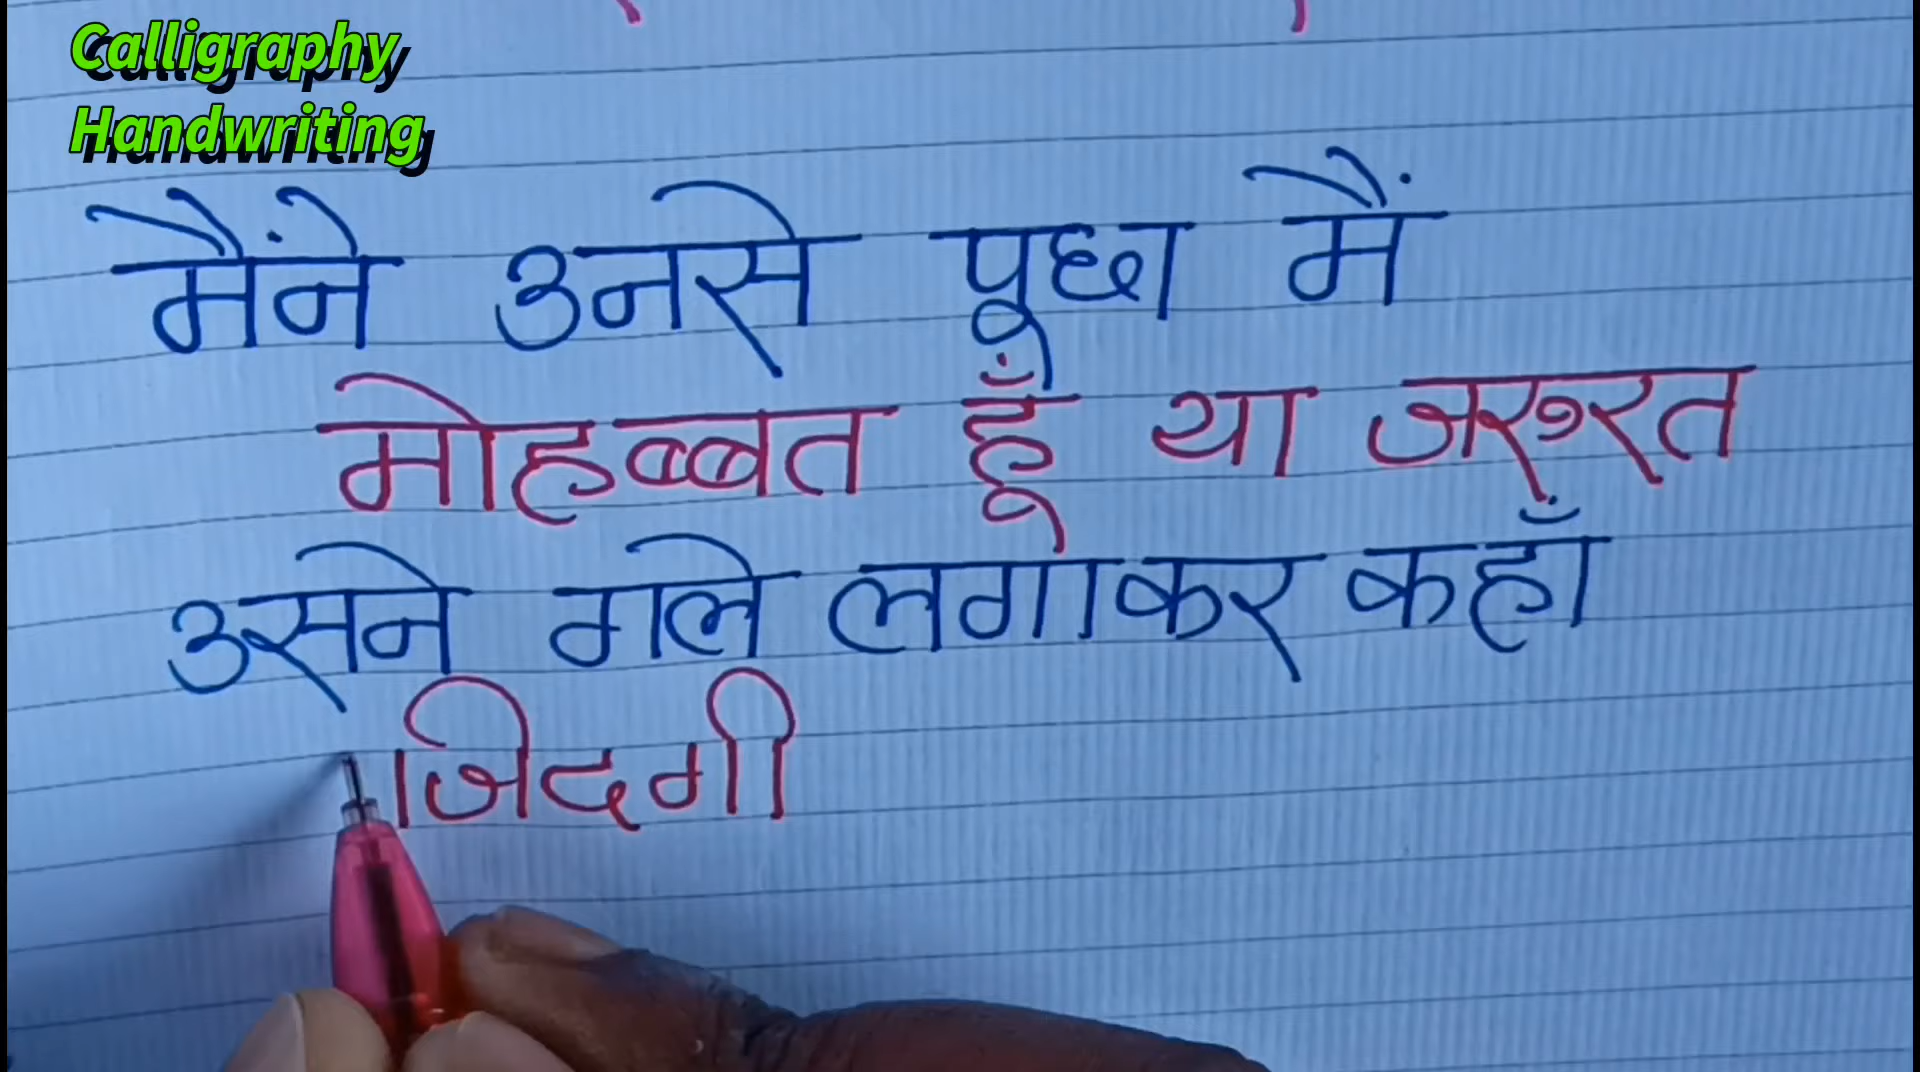 Calligraphy
Handwriting
मैंने उनसे पूछा मैं
मोहब्बत हूँ या जरूरत
उसने गले लगाकर कहाँ
जिदगी